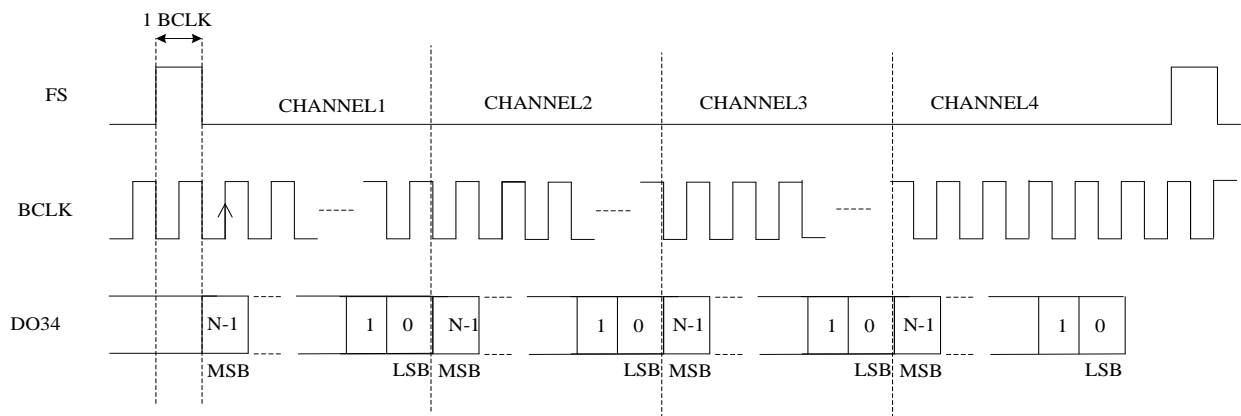 1 BCLK
FS
CHANNEL1 CHANNEL2 CHANNEL3 CHANNEL4
BCLK
DO34
N-1 1 0 N-1 1 0 N-1 1 0 N-1 1 0
MSB LSB MSB LSB MSB LSB MSB LSB